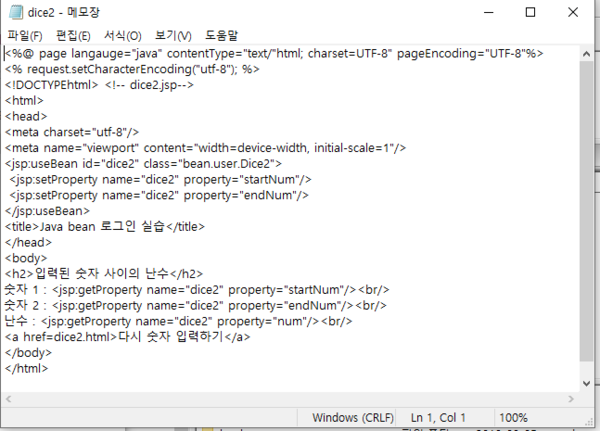 dice2 - 메모장
파일(F) 편집(E) 서식(O) 보기(V) 도움말
<%@ page langauge="java" contentType="text/"html; charset=UTF-8" pageEncoding="UTF-8"%>
<% request.setCharacterEncoding("utf-8"); %>
<!DOCTYPEhtml> <!-- dice2.jsp-->
<html>
<head>
<meta charset="utf-8"/>
<meta name="viewport" content="width=device-width, initial-scale=1"/>
<jsp:useBean id="dice2" class="bean.user.Dice2">
<jsp:setProperty name="dice2" property="startNum"/>
<jsp:setProperty name="dice2" property="endNum"/>
</jsp:useBean>
<title>Java bean 로그인 실습</title>
</head>
<body>
<h2>입력된 숫자 사이의 난수</h2>
숫자 1 : <jsp:getProperty name="dice2" property="startNum"/><br/>
숫자 2 : <jsp:getProperty name="dice2" property="endNum"/><br/>
난수 : <jsp:getProperty name="dice2" property="num"/><br/>
<a href=dice2.html>다시 숫자 입력하기</a>
</body>
</html>
Windows (CRLF) Ln 1, Col 1 100%